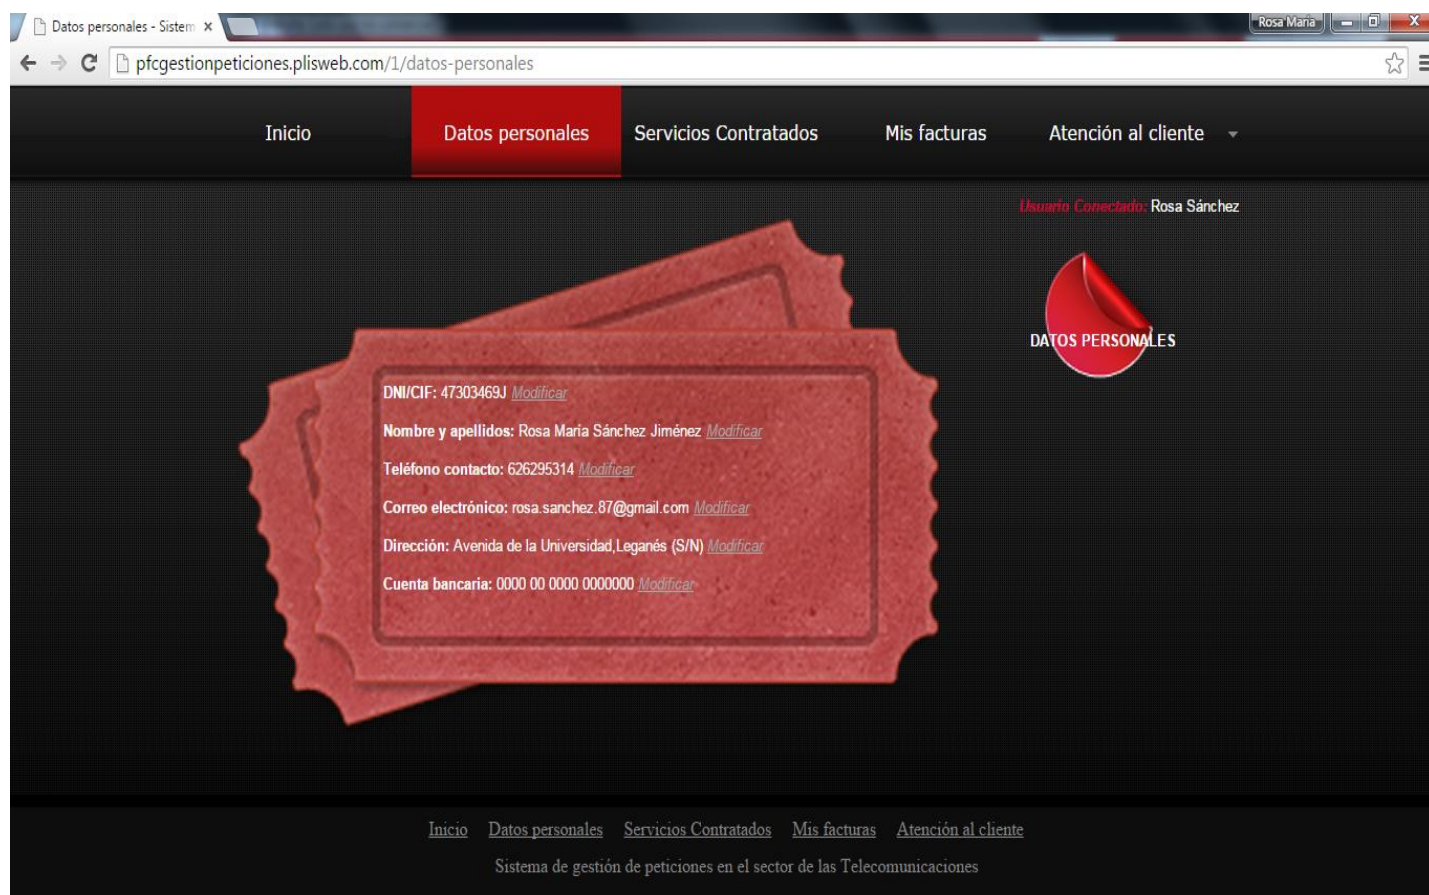 Datos personales - Sistem
Rosa María
pfcgestionpeticiones.plisweb.com/1/datos-personales
Inicio
Datos personales
Servicios Contratados
Mis facturas
Atención al cliente
Usuario Conectado: Rosa Sánchez
DATOS PERSONALES
DNI/CIF: 47303469J Modificar
Nombre y apellidos: Rosa María Sánchez Jiménez Modificar
Teléfono contacto: 626295314 Modificar
Correo electrónico: rosa.sanchez.87@gmail.com Modificar
Dirección: Avenida de la Universidad,Leganés (S/N) Modificar
Cuenta bancaria: 0000 00 0000 0000000 Modificar
Inicio Datos personales Servicios Contratados Mis facturas Atención al cliente
Sistema de gestión de peticiones en el sector de las Telecomunicaciones